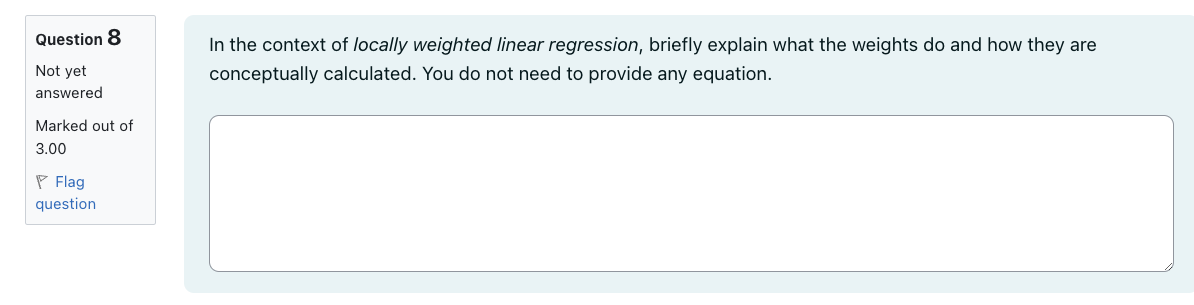 Question 8
Not yet
answered
Marked out of
3.00
Flag
question
In the context of locally weighted linear regression, briefly explain what the weights do and how they are
conceptually calculated. You do not need to provide any equation.